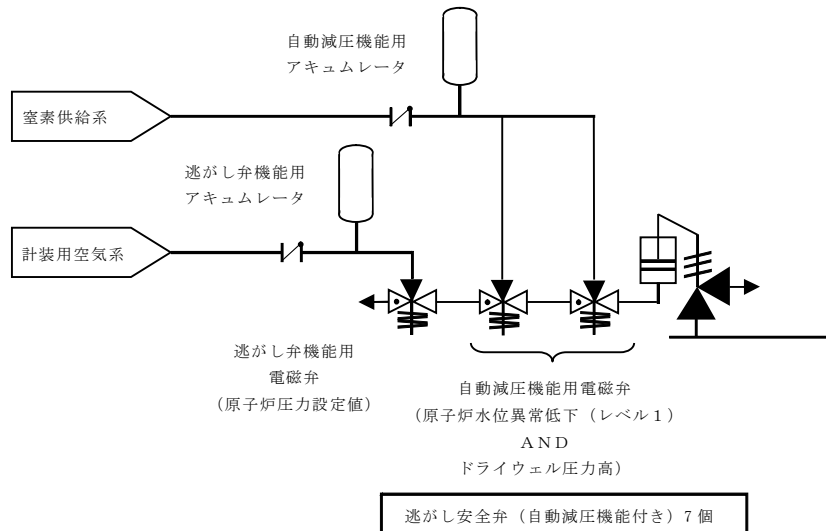 自動減圧機能用
アキュムレータ
窒素供給系
逃がし弁機能用
アキュムレータ
計装用空気系
逃がし弁機能用
電磁弁
（原子炉圧力設定値）
自動減圧機能用電磁弁
（原子炉水位異常低下（レベル１）
ＡＮＤ
ドライウェル圧力高）
逃がし安全弁（自動減圧機能付き）７個